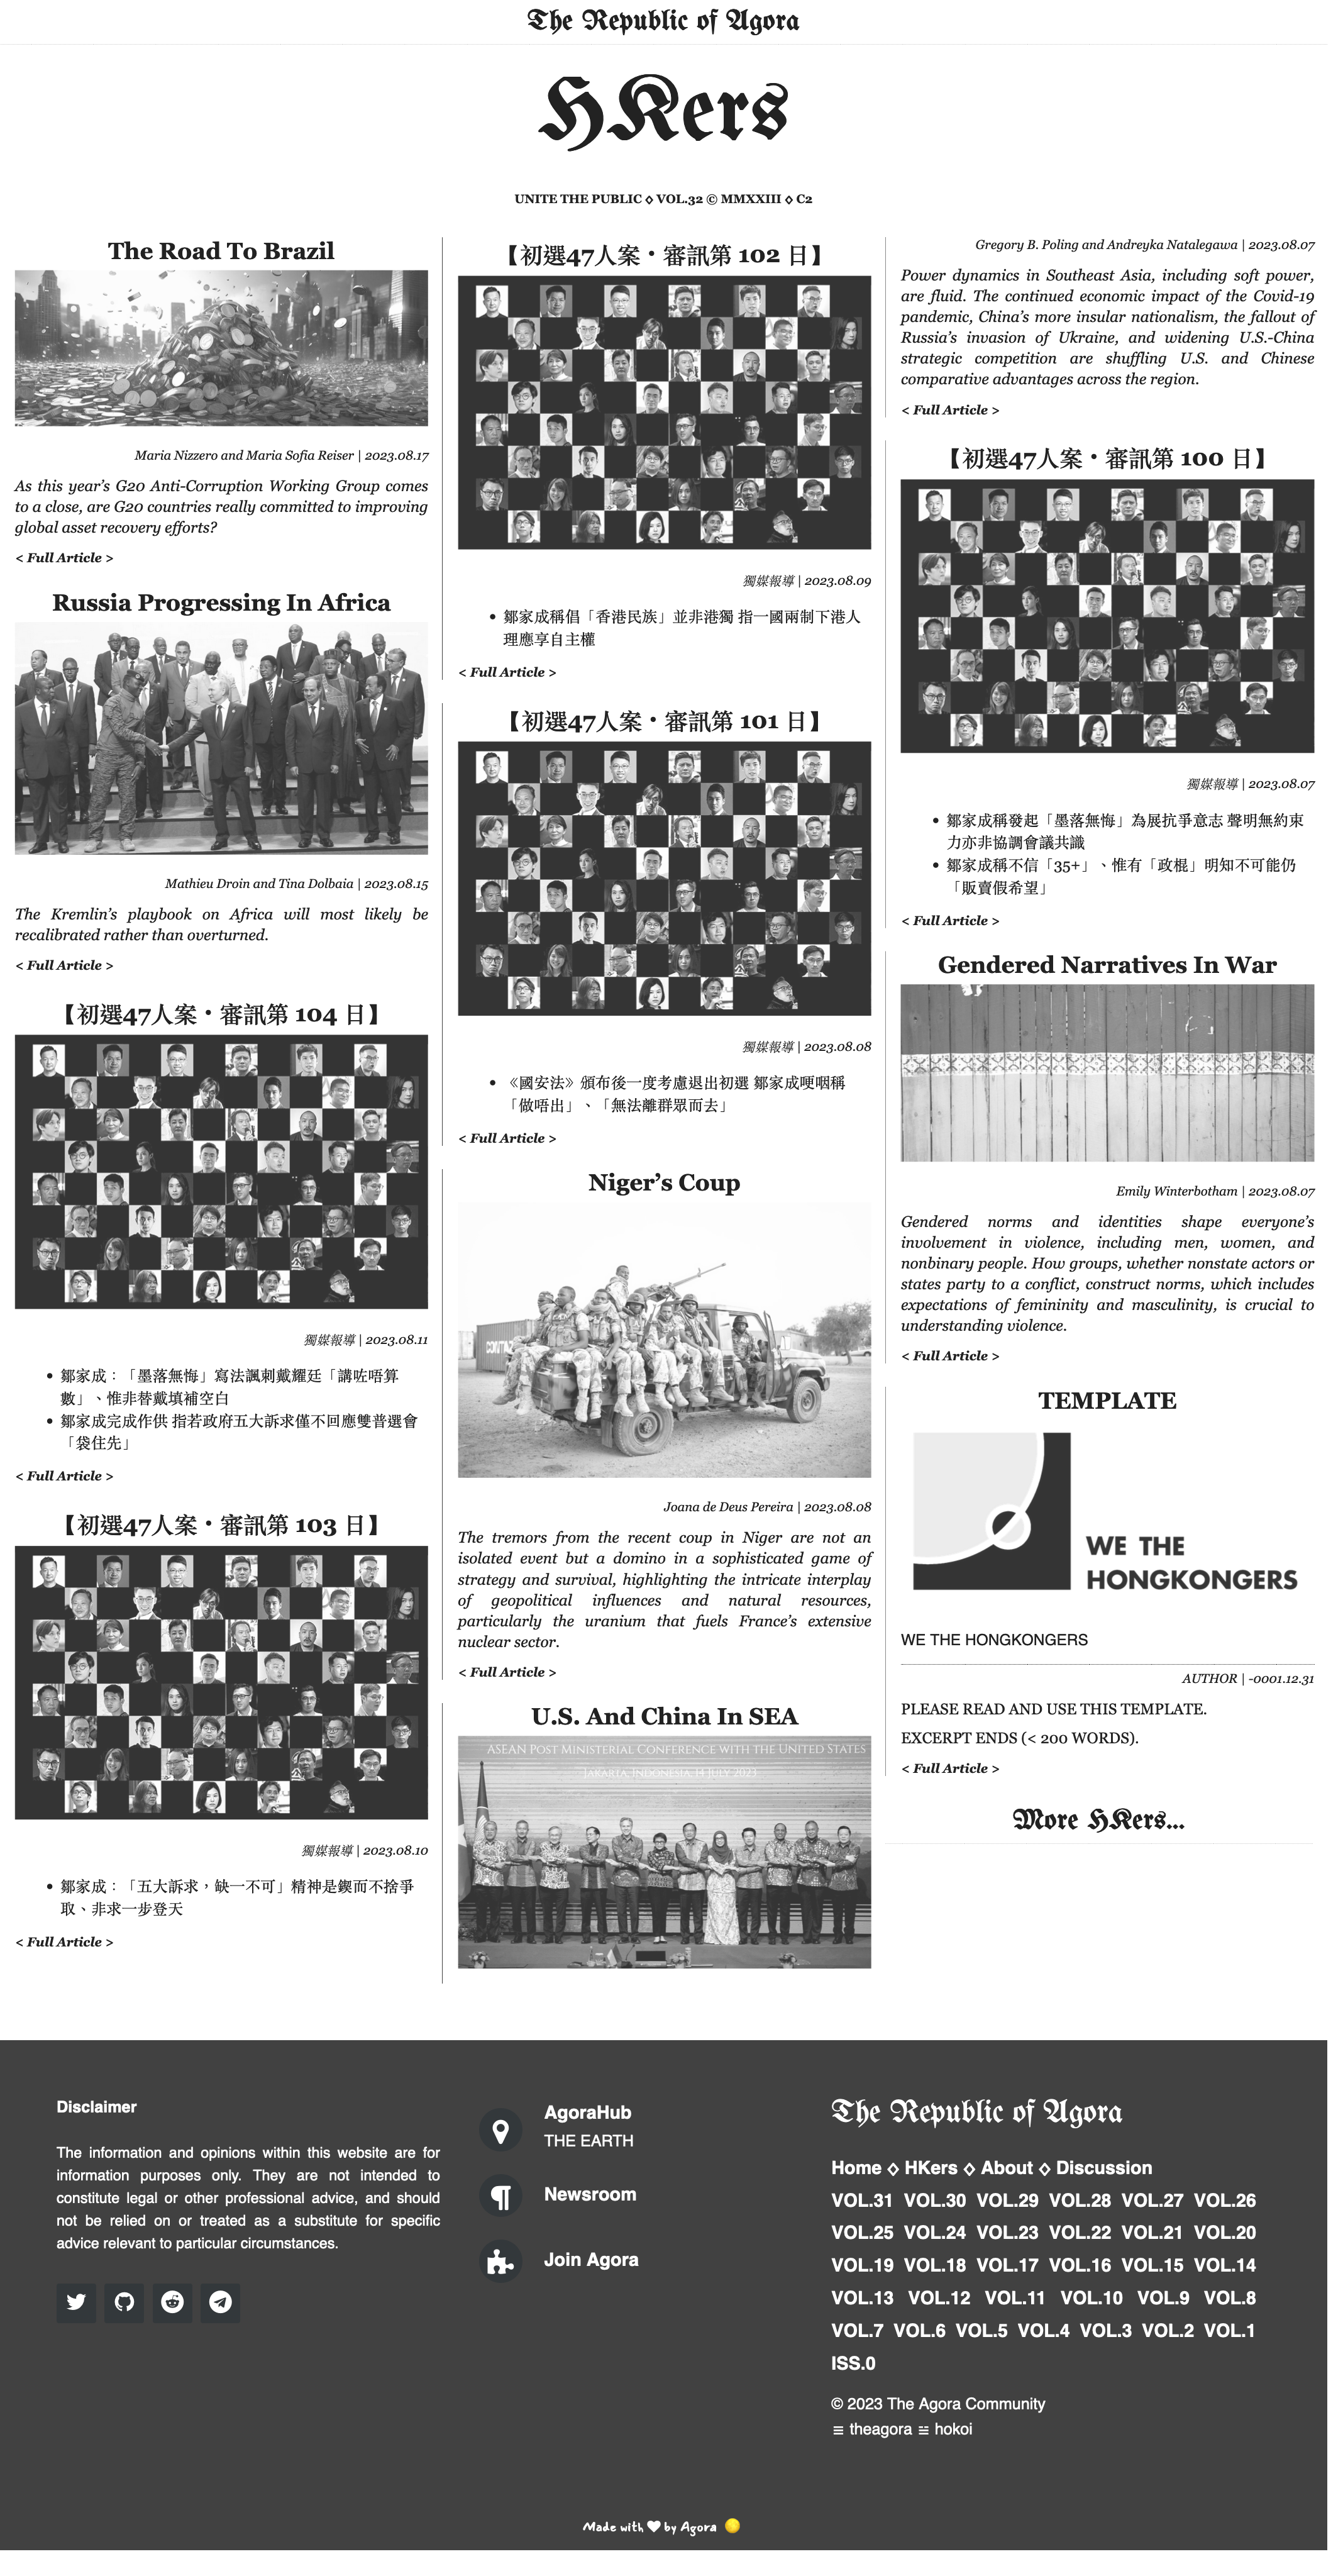 The Republic of Agora
HKers
UNITE THE PUBLIC ◊ VOL.32 © MMXXIII ◊ C2
The Road To Brazil
Maria Nizzero and Maria Sofia Reiser | 2023.08.17
As this year’s G20 Anti-Corruption Working Group comes
to a close, are G20 countries really committed to improving
global asset recovery efforts?
< Full Article >
Russia Progressing In Africa
Mathieu Droin and Tina Dolbaia | 2023.08.15
The Kremlin’s playbook on Africa will most likely be
recalibrated rather than overturned.
< Full Article >
【初選47人案・審訊第 104 日】
獨媒報導 | 2023.08.11
• 鄒家成：「墨落無悔」寫法諷刺戴耀廷「講咗唔算
數」、惟非替戴填補空白
• 鄒家成完成作供 指若政府五大訴求僅不回應雙普選會
「袋住先」
< Full Article >
【初選47人案・審訊第 103 日】
獨媒報導 | 2023.08.10
• 鄒家成：「五大訴求，缺一不可」精神是鍥而不捨爭
取、非求一步登天
< Full Article >
【初選47人案・審訊第 102 日】
獨媒報導 | 2023.08.09
• 鄒家成稱倡「香港民族」並非港獨 指一國兩制下港人
理應享自主權
< Full Article >
【初選47人案・審訊第 101 日】
獨媒報導 | 2023.08.08
• 《國安法》頒布後一度考慮退出初選 鄒家成哽咽稱
「做唔出」、「無法離群眾而去」
< Full Article >
Niger’s Coup
Joana de Deus Pereira | 2023.08.08
The tremors from the recent coup in Niger are not an
isolated event but a domino in a sophisticated game of
strategy and survival, highlighting the intricate interplay
of geopolitical influences and natural resources,
particularly the uranium that fuels France’s extensive
nuclear sector.
< Full Article >
U.S. And China In SEA
ASEAN POST MINISTERIAL CONFERENCE WITH THE UNITED STATES
JAKARTA, INDONESIA, 14 JULY 2023
Gregory B. Poling and Andreyka Natalegawa | 2023.08.07
Power dynamics in Southeast Asia, including soft power,
are fluid. The continued economic impact of the Covid-19
pandemic, China’s more insular nationalism, the fallout of
Russia’s invasion of Ukraine, and widening U.S.-China
strategic competition are shuffling U.S. and Chinese
comparative advantages across the region.
< Full Article >
【初選47人案・審訊第 100 日】
獨媒報導 | 2023.08.07
• 鄒家成稱發起「墨落無悔」為展抗爭意志 聲明無約束
力亦非協調會議共識
• 鄒家成稱不信「35+」、惟有「政棍」明知不可能仍
「販賣假希望」
< Full Article >
Gendered Narratives In War
Emily Winterbotham | 2023.08.07
Gendered norms and identities shape everyone’s
involvement in violence, including men, women, and
nonbinary people. How groups, whether nonstate actors or
states party to a conflict, construct norms, which includes
expectations of femininity and masculinity, is crucial to
understanding violence.
< Full Article >
TEMPLATE
WE THE
HONGKONGERS
WE THE HONGKONGERS
AUTHOR | -0001.12.31
PLEASE READ AND USE THIS TEMPLATE.
EXCERPT ENDS (< 200 WORDS).
< Full Article >
More HKers...
Disclaimer
The information and opinions within this website are for
information purposes only. They are not intended to
constitute legal or other professional advice, and should
not be relied on or treated as a substitute for specific
advice relevant to particular circumstances.
AgoraHub
THE EARTH
Newsroom
Join Agora
The Republic of Agora
Home ◊ HKers ◊ About ◊ Discussion
VOL.31 VOL.30 VOL.29 VOL.28 VOL.27 VOL.26
VOL.25 VOL.24 VOL.23 VOL.22 VOL.21 VOL.20
VOL.19 VOL.18 VOL.17 VOL.16 VOL.15 VOL.14
VOL.13 VOL.12 VOL.11 VOL.10 VOL.9 VOL.8
VOL.7 VOL.6 VOL.5 VOL.4 VOL.3 VOL.2 VOL.1
ISS.0
© 2023 The Agora Community
≡ theagora ☱ hokoi
Made with ♥ by Agora